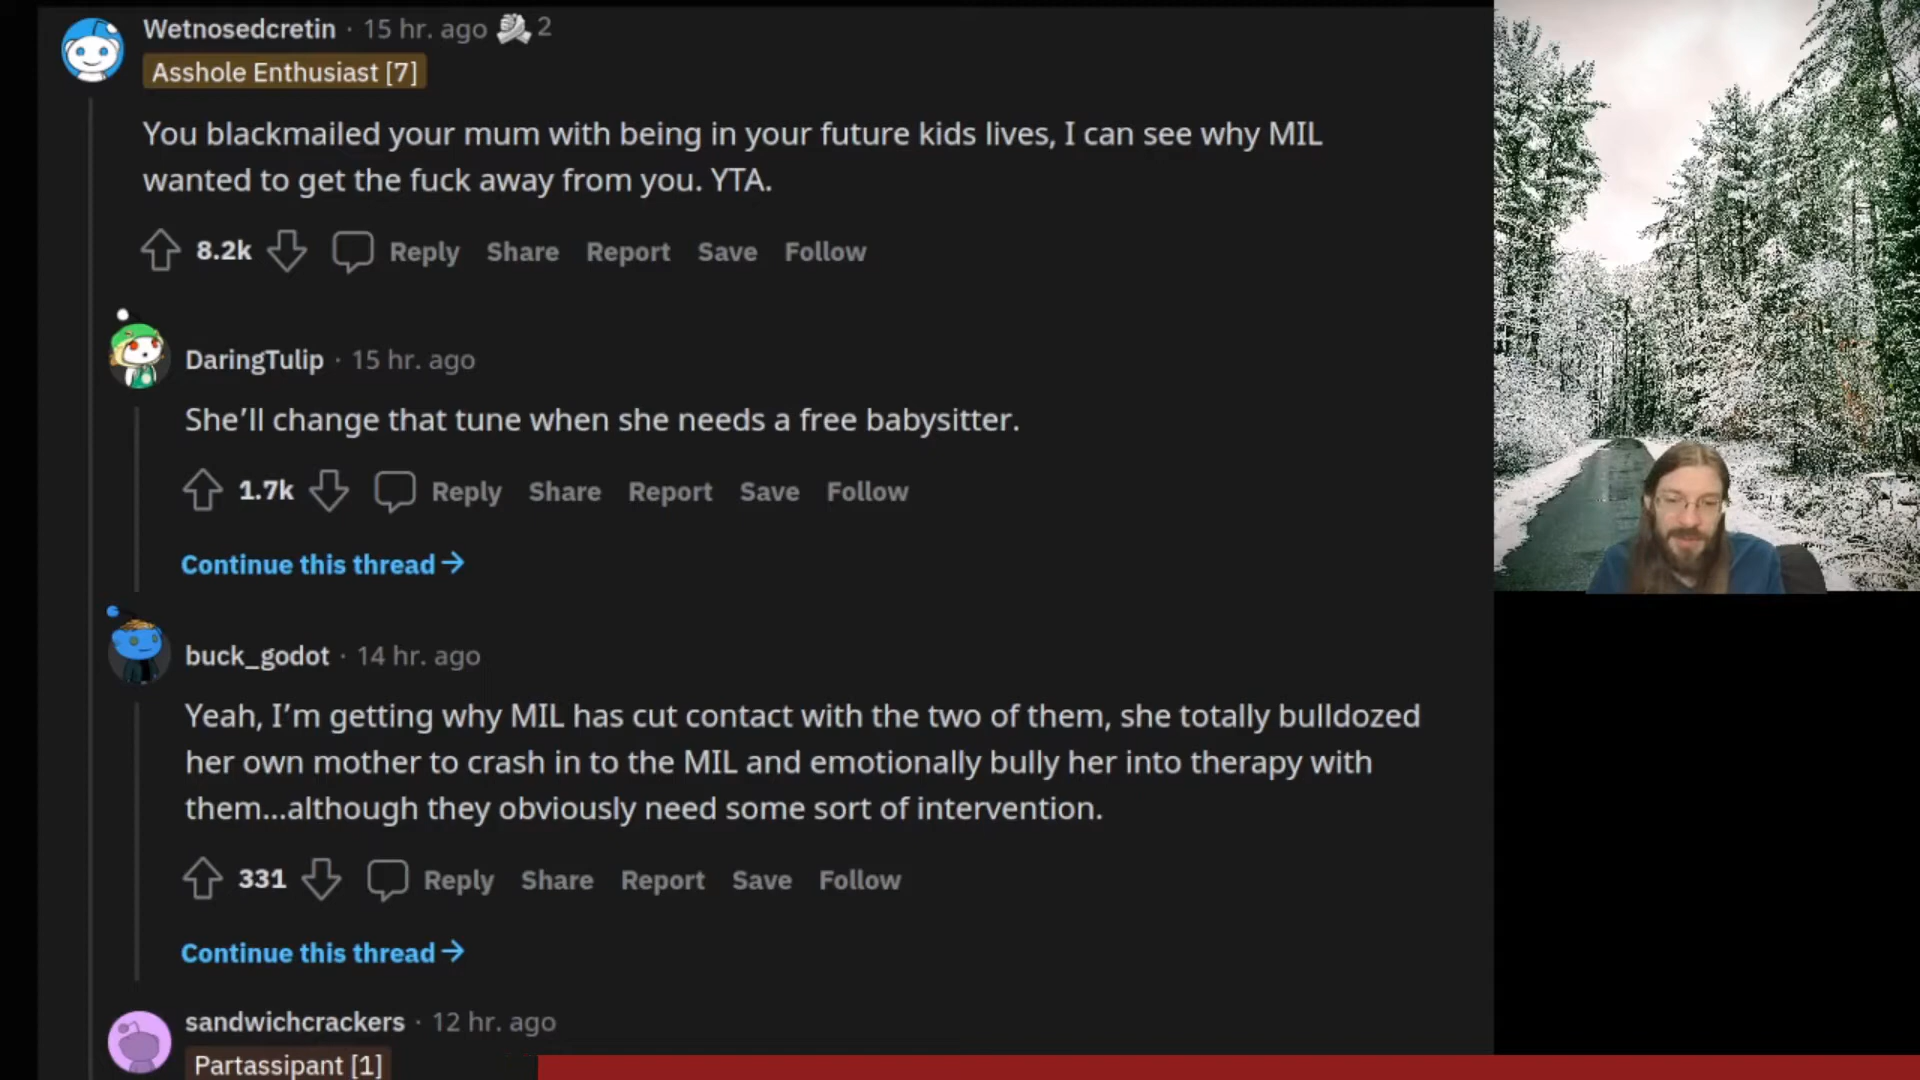 Wetnosedcretin · 15 hr. ago 2
Asshole Enthusiast [7]
You blackmailed your mum with being in your future kids lives, I can see why MIL
wanted to get the fuck away from you. YTA.
8.2k Reply Share Report Save Follow
DaringTulip · 15 hr. ago
She’ll change that tune when she needs a free babysitter.
1.7k Reply Share Report Save Follow
Continue this thread →
buck_godot · 14 hr. ago
Yeah, I’m getting why MIL has cut contact with the two of them, she totally bulldozed
her own mother to crash in to the MIL and emotionally bully her into therapy with
them...although they obviously need some sort of intervention.
331 Reply Share Report Save Follow
Continue this thread →
sandwichcrackers · 12 hr. ago
Partassipant [1]